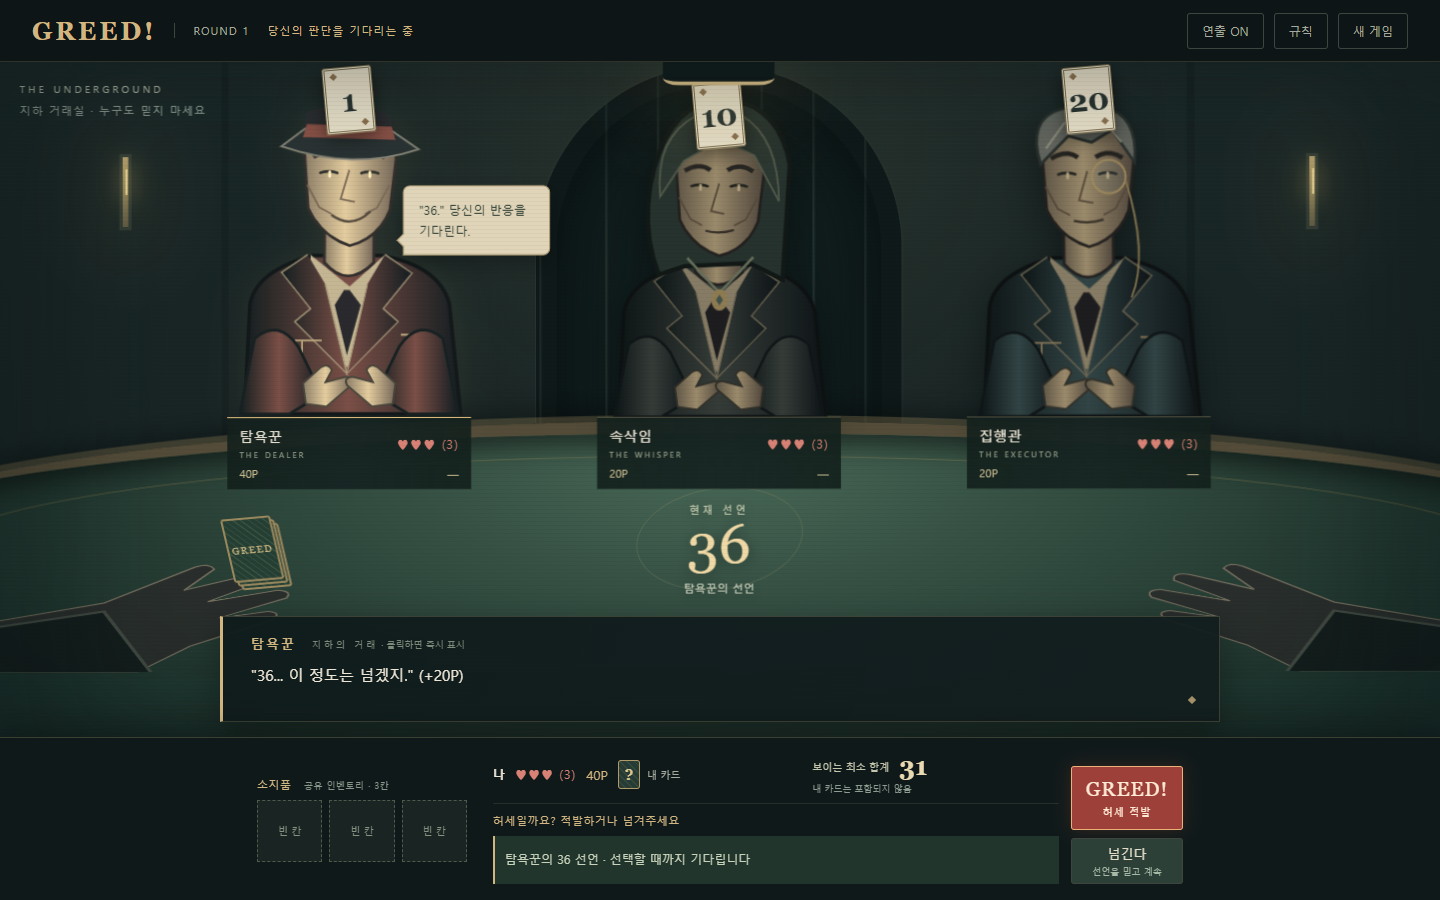 GREED!
ROUND 1 당신의 판단을 기다리는 중
연출 ON
규칙
새 게임
THE UNDERGROUND
지하 거래실 · 누구도 믿지 마세요
1
10
20
"36." 당신의 반응을
기다린다.
탐욕꾼
THE DEALER
♥♥♥ (3)
40P —
속삭임
THE WHISPER
♥♥♥ (3)
20P —
집행관
THE EXECUTOR
♥♥♥ (3)
20P —
현재 선언
36
탐욕꾼의 선언
GREED
탐욕꾼 지하의 거래 · 클릭하면 즉시 표시
"36... 이 정도는 넘겠지." (+20P)
소지품 공유 인벤토리 · 3칸
빈 칸
빈 칸
빈 칸
나 ♥♥♥ (3) 40P ? 내 카드
보이는 최소 합계 31
내 카드는 포함되지 않음
허세일까요? 적발하거나 넘겨주세요
탐욕꾼의 36 선언 · 선택할 때까지 기다립니다
GREED!
허세 적발
넘긴다
선언을 믿고 계속